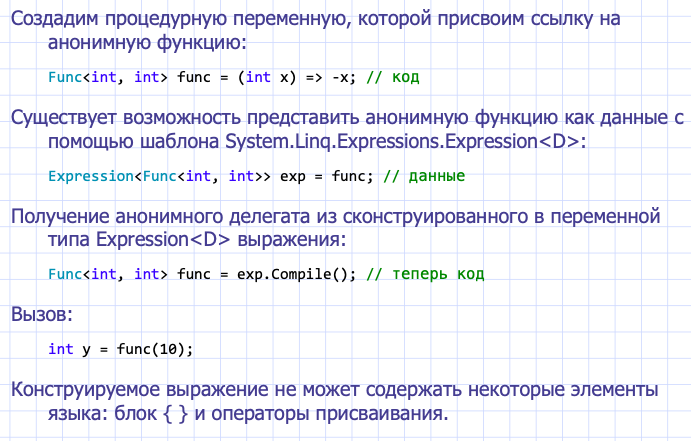 Создадим процедурную переменную, которой присвоим ссылку на
анонимную функцию:
Func<int, int> func = (int x) => -x; // код
Существует возможность представить анонимную функцию как данные с
помощью шаблона System.Linq.Expressions.Expression<D>:
Expression<Func<int, int>> exp = func; // данные
Получение анонимного делегата из сконструированного в переменной
типа Expression<D> выражения:
Func<int, int> func = exp.Compile(); // теперь код
Вызов:
int y = func(10);
Конструируемое выражение не может содержать некоторые элементы
языка: блок { } и операторы присваивания.